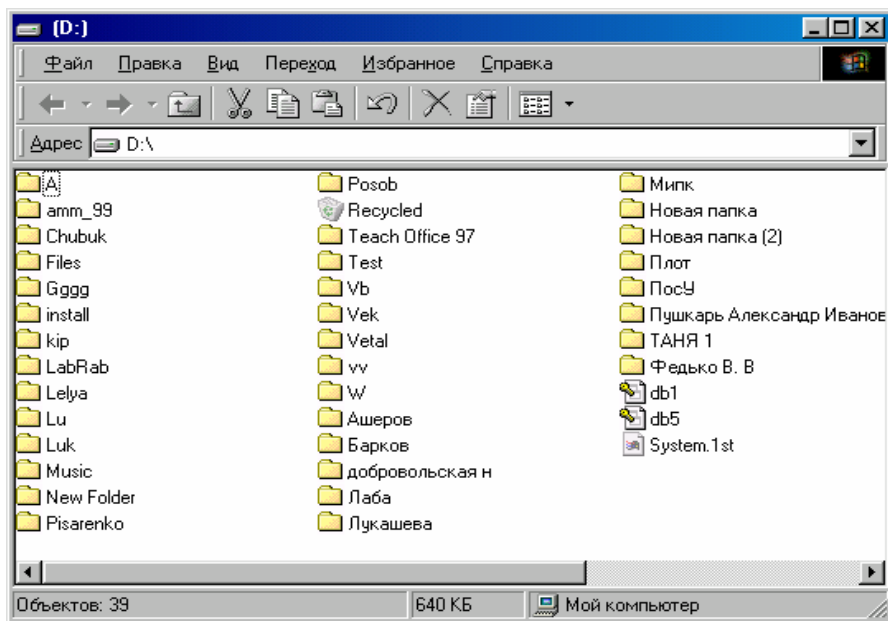 (D:)
Файл Правка Вид Переход Избранное Справка
Адрес D:\
A
amm_99
Chubuk
Files
Gggg
install
kip
LabRab
Lelya
Lu
Luk
Music
New Folder
Pisarenko
Posob
Recycled
Teach Office 97
Test
Vb
Vek
Vetal
vv
W
Ашеров
Барков
добровольская н
Лаба
Лукашева
Мипк
Новая папка
Новая папка (2)
Плот
ПосЧ
Пушкарь Александр Иванов
ТАНЯ 1
Федько В. В
db1
db5
System.1st
Объектов: 39 640 КБ Мой компьютер